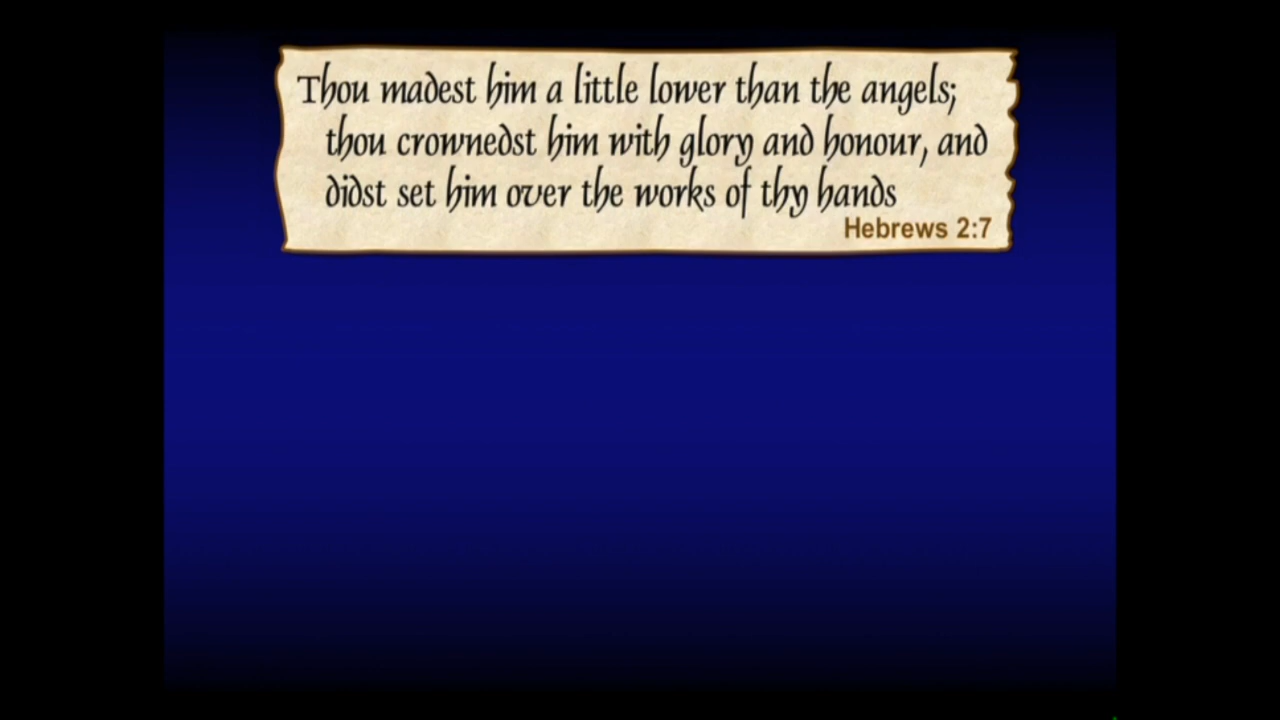 Thou madest him a little lower than the angels;
thou crownedst him with glory and honour, and
didst set him over the works of thy hands
Hebrews 2:7